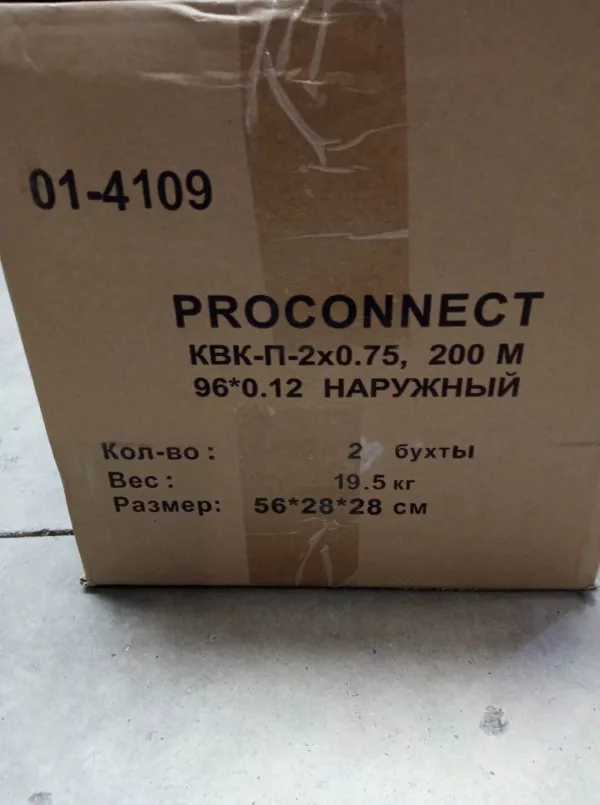 01-4109
PROCONNECT
КВК-П-2х0.75, 200 М
96*0.12 НАРУЖНЫЙ
Кол-во : 2 бухты
Вес : 19.5 кг
Размер: 56*28*28 см